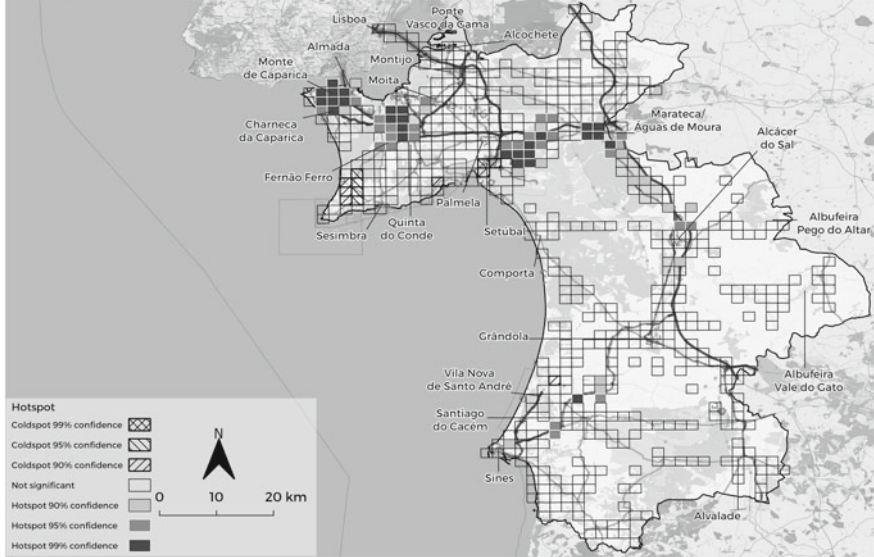 Lisboa
Ponte
Vasco da Gama
Alcochete
Almada
Montijo
Monte
de Caparica
Moita
Charneca
da Caparica
Marateca/
Águas de Moura
Alcácer
do Sal
Fernão Ferro
Palmela
Albufeira
Pego do Altar
Sesimbra
Quinta
do Conde
Setubal
Comporta
Grândola
Vila Nova
de Santo André
Albufeira
Vale do Gato
Santiago
do Cacém
Sines
Alvalade
Hotspot
Coldspot 99% confidence
Coldspot 95% confidence
Coldspot 90% confidence
Not significant
Hotspot 90% confidence
Hotspot 95% confidence
Hotspot 99% confidence
N
0 10 20 km